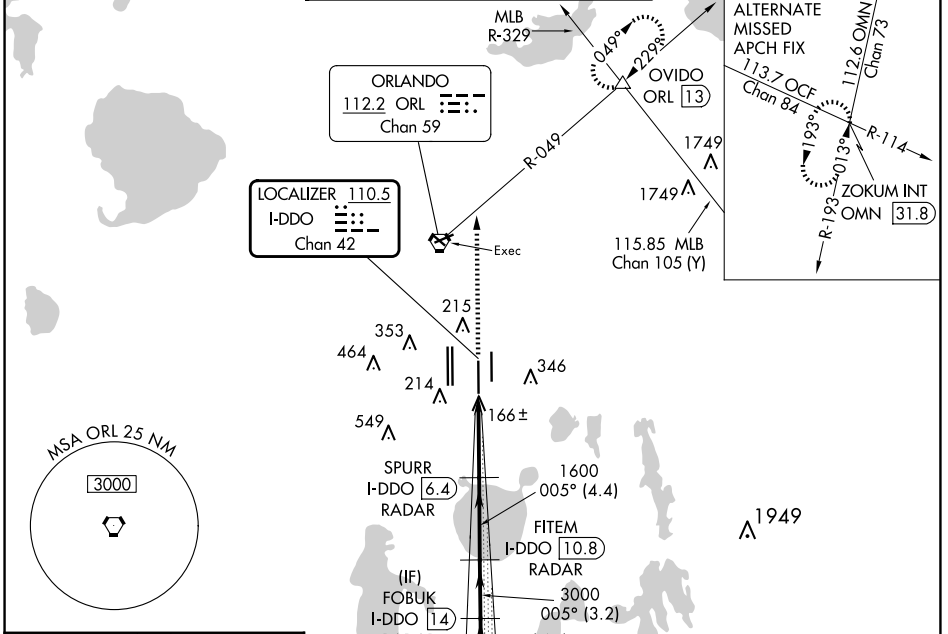 MLB
R-329
049°
229°
OVIDO
ORL 13
ORLANDO
112.2 ORL
Chan 59
R-049
LOCALIZER 110.5
I-DDO
Chan 42
Exec
1749
1749
115.85 MLB
Chan 105 (Y)
ALTERNATE
MISSED
APCH FIX
112.6 OMN
Chan 73
113.7 OCF
Chan 84
193°
013°
R-114
R-193
ZOKUM INT
OMN 31.8
215
353
464
346
214
549
166±
MSA ORL 25 NM
3000
SPURR
I-DDO 6.4
RADAR
1600
005° (4.4)
FITEM
I-DDO 10.8
RADAR
1949
(IF)
FOBUK
I-DDO 14
3000
005° (3.2)